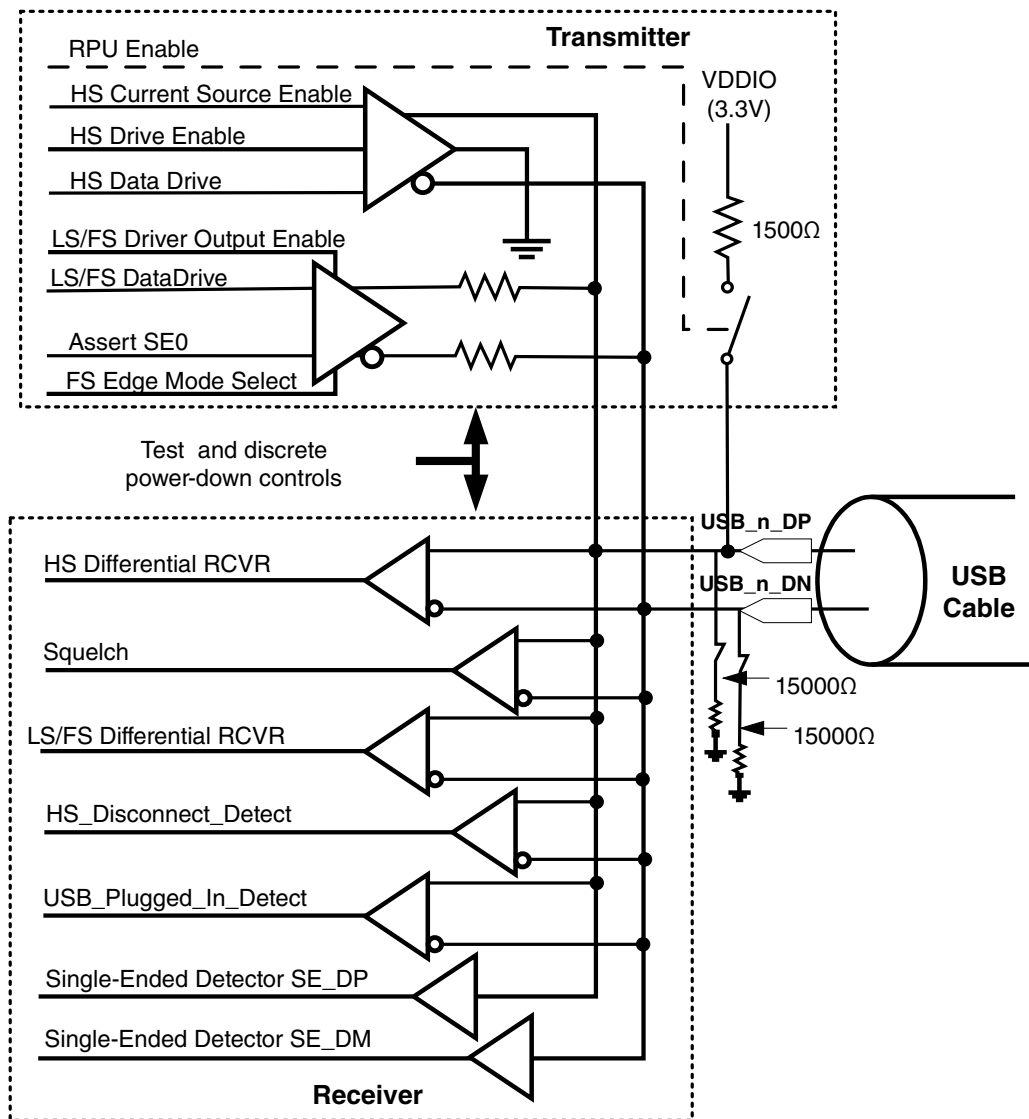 Transmitter
RPU Enable
HS Current Source Enable
HS Drive Enable
HS Data Drive
LS/FS Driver Output Enable
LS/FS DataDrive
Assert SE0
FS Edge Mode Select
VDDIO
(3.3V)
1500Ω
Test and discrete
power-down controls
USB_n_DP
USB_n_DN
USB
Cable
15000Ω
15000Ω
HS Differential RCVR
Squelch
LS/FS Differential RCVR
HS_Disconnect_Detect
USB_Plugged_In_Detect
Single-Ended Detector SE_DP
Single-Ended Detector SE_DM
Receiver